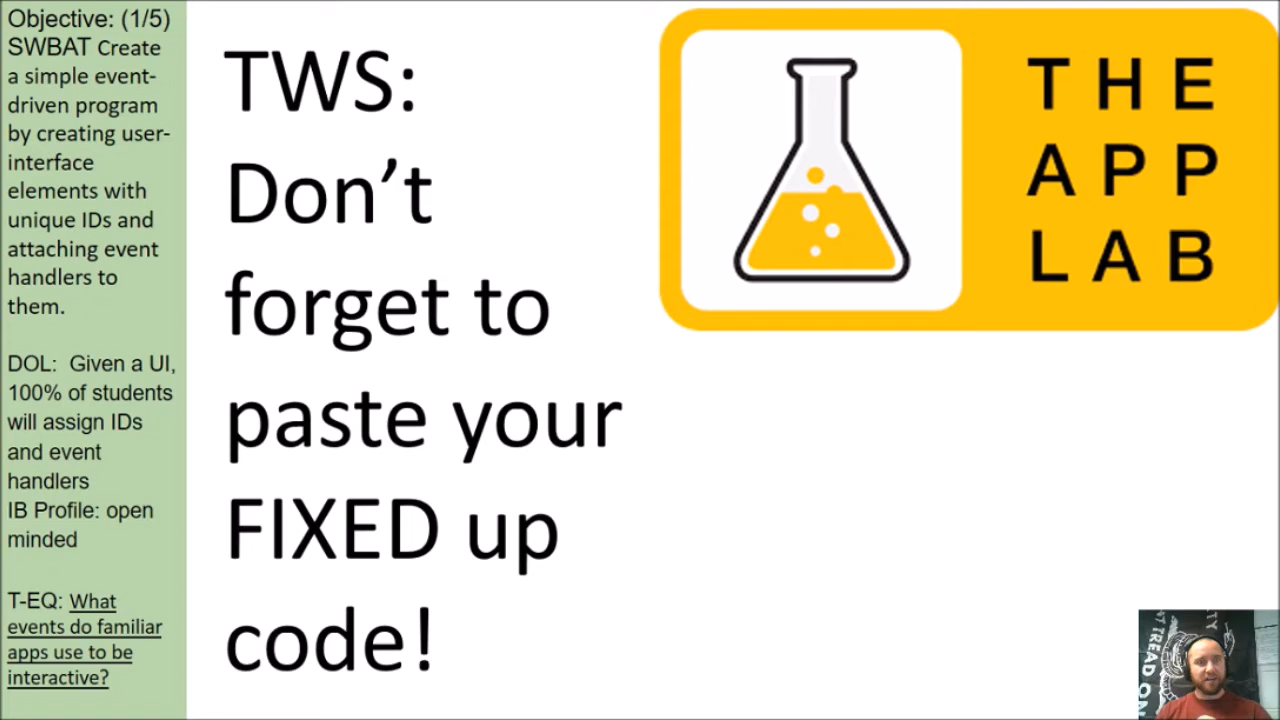 Objective: (1/5)
SWBAT Create
a simple event-
driven program
by creating user-
interface
elements with
unique IDs and
attaching event
handlers to
them.
DOL: Given a UI,
100% of students
will assign IDs
and event
handlers
IB Profile: open
minded
T-EQ: What
events do familiar
apps use to be
interactive?
TWS:
Don’t
forget to
paste your
FIXED up
code!
THE
APP
LAB
TREAD ON